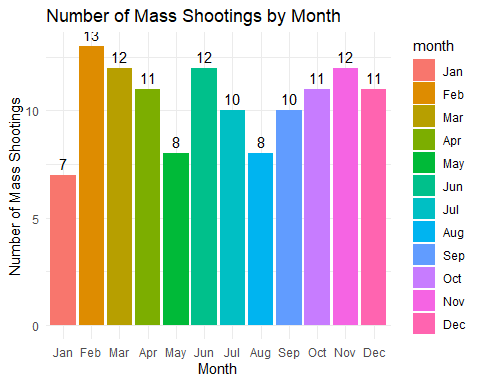 Number of Mass Shootings by Month
Number of Mass Shootings
10
5
0
7
13
12
11
8
12
10
8
10
11
12
11
Jan Feb Mar Apr May Jun Jul Aug Sep Oct Nov Dec
Month
month
Jan
Feb
Mar
Apr
May
Jun
Jul
Aug
Sep
Oct
Nov
Dec